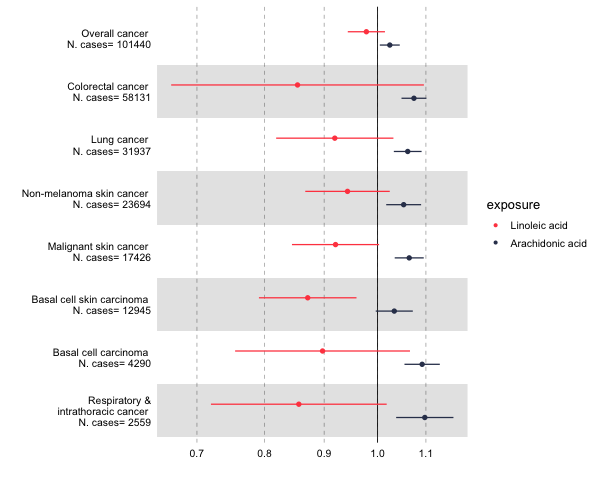 Overall cancer
N. cases= 101440
Colorectal cancer
N. cases= 58131
Lung cancer
N. cases= 31937
Non-melanoma skin cancer
N. cases= 23694
Malignant skin cancer
N. cases= 17426
Basal cell skin carcinoma
N. cases= 12945
Basal cell carcinoma
N. cases= 4290
Respiratory &
intrathoracic cancer
N. cases= 2559
0.7 0.8 0.9 1.0 1.1
exposure
Linoleic acid
Arachidonic acid